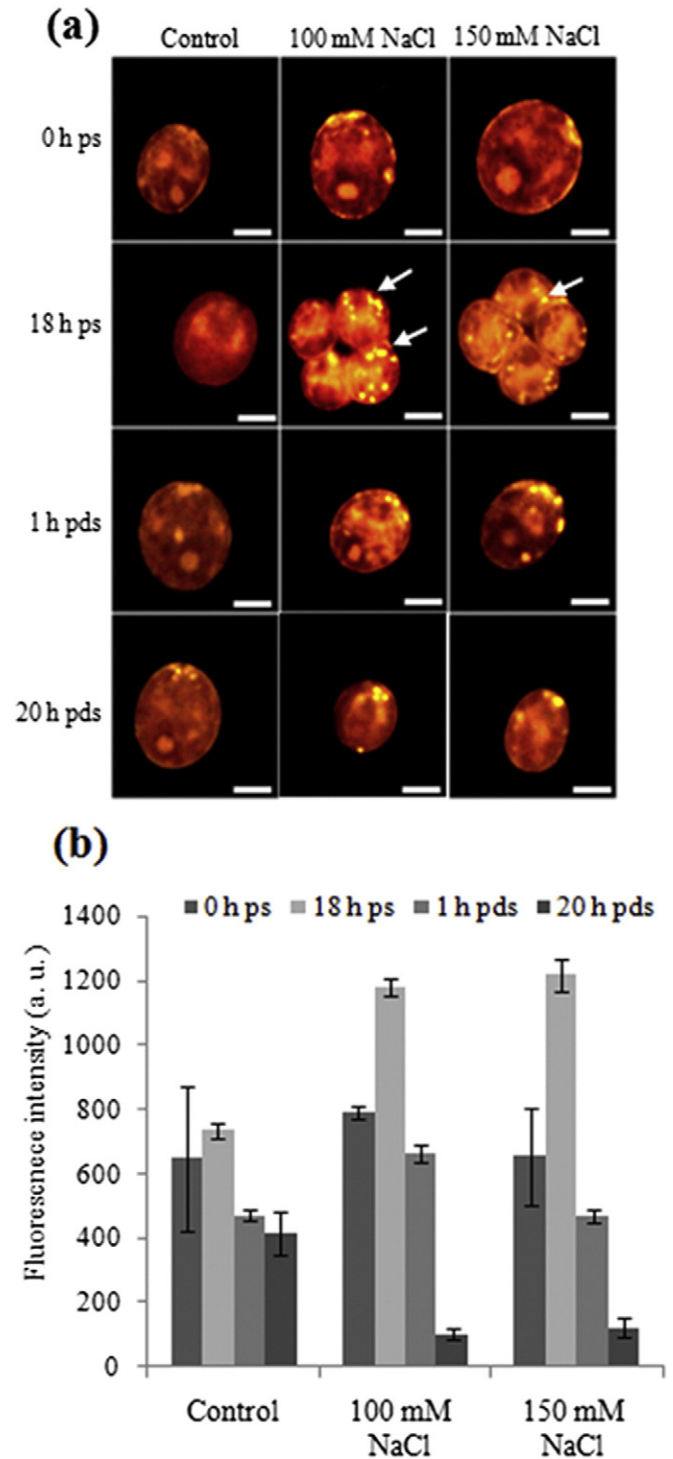 (a)
Control 100 mM NaCl 150 mM NaCl
0 h ps
18 h ps
1 h pds
20 h pds
(b)
0 h ps 18 h ps 1 h pds 20 h pds
Fluorescnece intensity (a. u.)
1400
1200
1000
800
600
400
200
0
Control 100 mM NaCl 150 mM NaCl